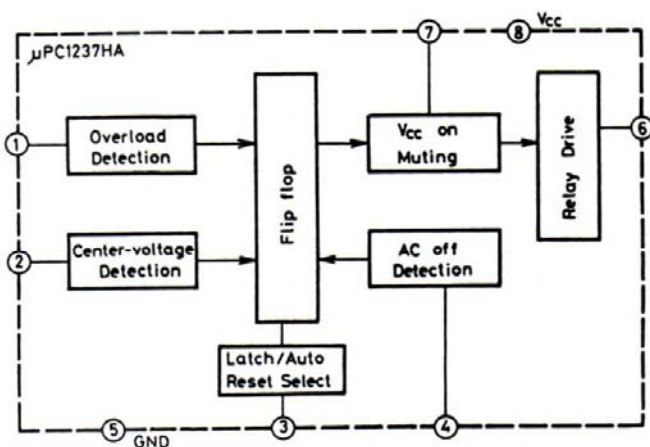 7
8
Vcc
μPC1237HA
1
Overload
Detection
Flip flop
Vcc on
Muting
Relay Drive
6
2
Center-voltage
Detection
AC off
Detection
Latch/Auto
Reset Select
5
GND
3
4